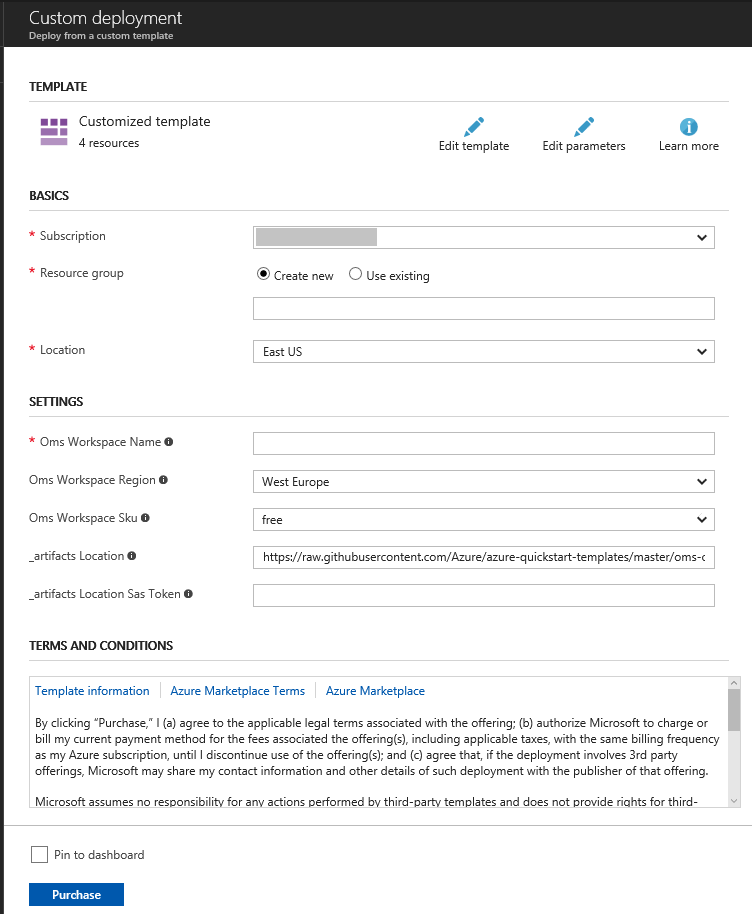 Custom deployment
Deploy from a custom template
TEMPLATE
Customized template
4 resources
Edit template
Edit parameters
Learn more
BASICS
* Subscription
* Resource group
Create new
Use existing
* Location
East US
SETTINGS
* Oms Workspace Name
Oms Workspace Region
West Europe
Oms Workspace Sku
free
_artifacts Location
https://raw.githubusercontent.com/Azure/azure-quickstart-templates/master/oms-c
_artifacts Location Sas Token
TERMS AND CONDITIONS
Template information
Azure Marketplace Terms
Azure Marketplace
By clicking “Purchase,” I (a) agree to the applicable legal terms associated with the offering; (b) authorize Microsoft to charge or
bill my current payment method for the fees associated the offering(s), including applicable taxes, with the same billing frequency
as my Azure subscription, until I discontinue use of the offering(s); and (c) agree that, if the deployment involves 3rd party
offerings, Microsoft may share my contact information and other details of such deployment with the publisher of that offering.
Microsoft assumes no responsibility for any actions performed by third-party templates and does not provide rights for third-
Pin to dashboard
Purchase